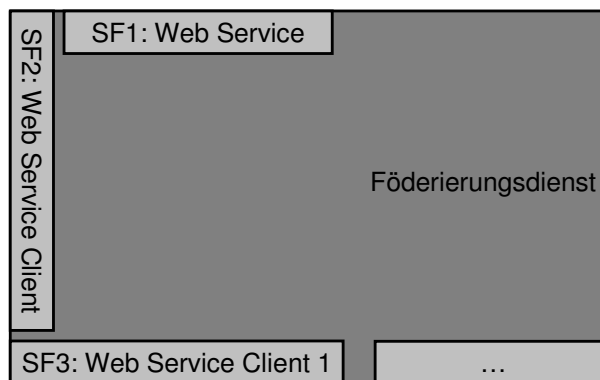 SF1: Web Service
SF2: Web Service Client
Föderierungsdienst
SF3: Web Service Client 1
...